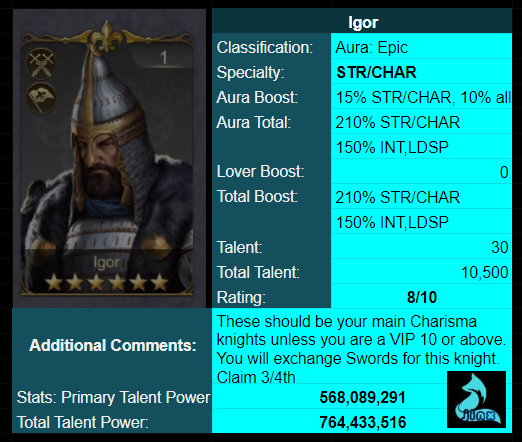 Igor
1
Classification: Aura: Epic
Specialty: STR/CHAR
Aura Boost: 15% STR/CHAR, 10% all
Aura Total: 210% STR/CHAR
150% INT,LDSP
Lover Boost: 0
Total Boost: 210% STR/CHAR
150% INT,LDSP
Talent: 30
Total Talent: 10,500
Rating: 8/10
Igor
Additional Comments:
These should be your main Charisma
knights unless you are a VIP 10 or above.
You will exchange Swords for this knight.
Claim 3/4th
Stats: Primary Talent Power 568,089,291
Total Talent Power: 764,433,516